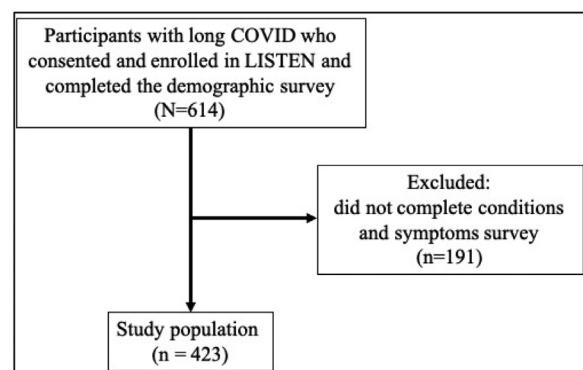 Participants with long COVID who
consented and enrolled in LISTEN and
completed the demographic survey
(N=614)
Excluded:
did not complete conditions
and symptoms survey
(n=191)
Study population
(n = 423)